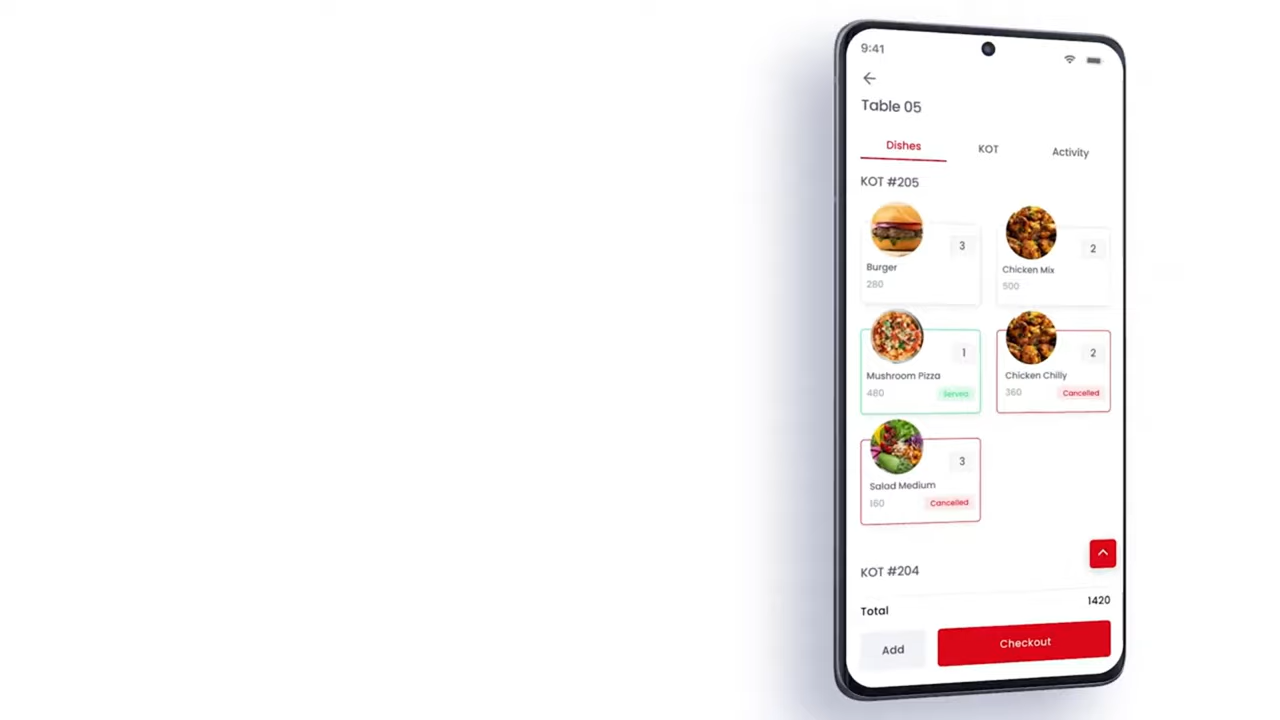 9:41
Table 05
Dishes KOT Activity
KOT #205
3 2
Burger Chicken Mix
280 500
1 2
Mushroom Pizza Chicken Chilly
480 Served 360 Cancelled
3
Salad Medium
160 Cancelled
KOT #204
Total 1420
Add Checkout